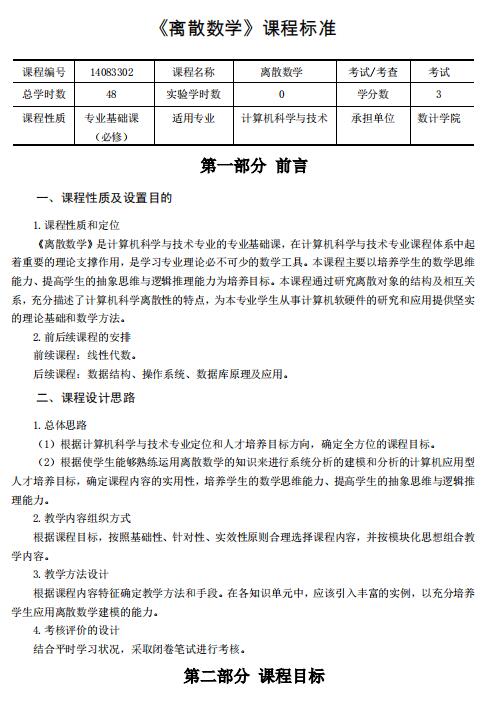 《离散数学》课程标准
课程编号 14083302 课程名称 离散数学 考试/考查 考试
总学时数 48 实验学时数 0 学分数 3
课程性质 专业基础课 适用专业 计算机科学与技术 承担单位 数计学院
（必修）
第一部分 前言
一、课程性质及设置目的
1.课程性质和定位
《离散数学》是计算机科学与技术专业的专业基础课，在计算机科学与技术专业课程体系中起
着重要的理论支撑作用，是学习专业理论必不可少的数学工具。本课程主要以培养学生的数学思维
能力、提高学生的抽象思维与逻辑推理能力为培养目标。本课程通过研究离散对象的结构及相互关
系，充分描述了计算机科学离散性的特点，为本专业学生从事计算机软硬件的研究和应用提供坚实
的理论基础和数学方法。
2.前后续课程的安排
前续课程：线性代数。
后续课程：数据结构、操作系统、数据库原理及应用。
二、课程设计思路
1.总体思路
（1）根据计算机科学与技术专业定位和人才培养目标方向，确定全方位的课程目标。
（2）根据使学生能够熟练运用离散数学的知识来进行系统分析的建模和分析的计算机应用型
人才培养目标，确定课程内容的实用性，培养学生的数学思维能力、提高学生的抽象思维与逻辑推
理能力。
2.教学内容组织方式
根据课程目标，按照基础性、针对性、实效性原则合理选择课程内容，并按模块化思想组合教
学内容。
3.教学方法设计
根据课程内容特征确定教学方法和手段。在各知识单元中，应该引入丰富的实例，以充分培养
学生应用离散数学建模的能力。
4.考核评价的设计
结合平时学习状况，采取闭卷笔试进行考核。
第二部分 课程目标